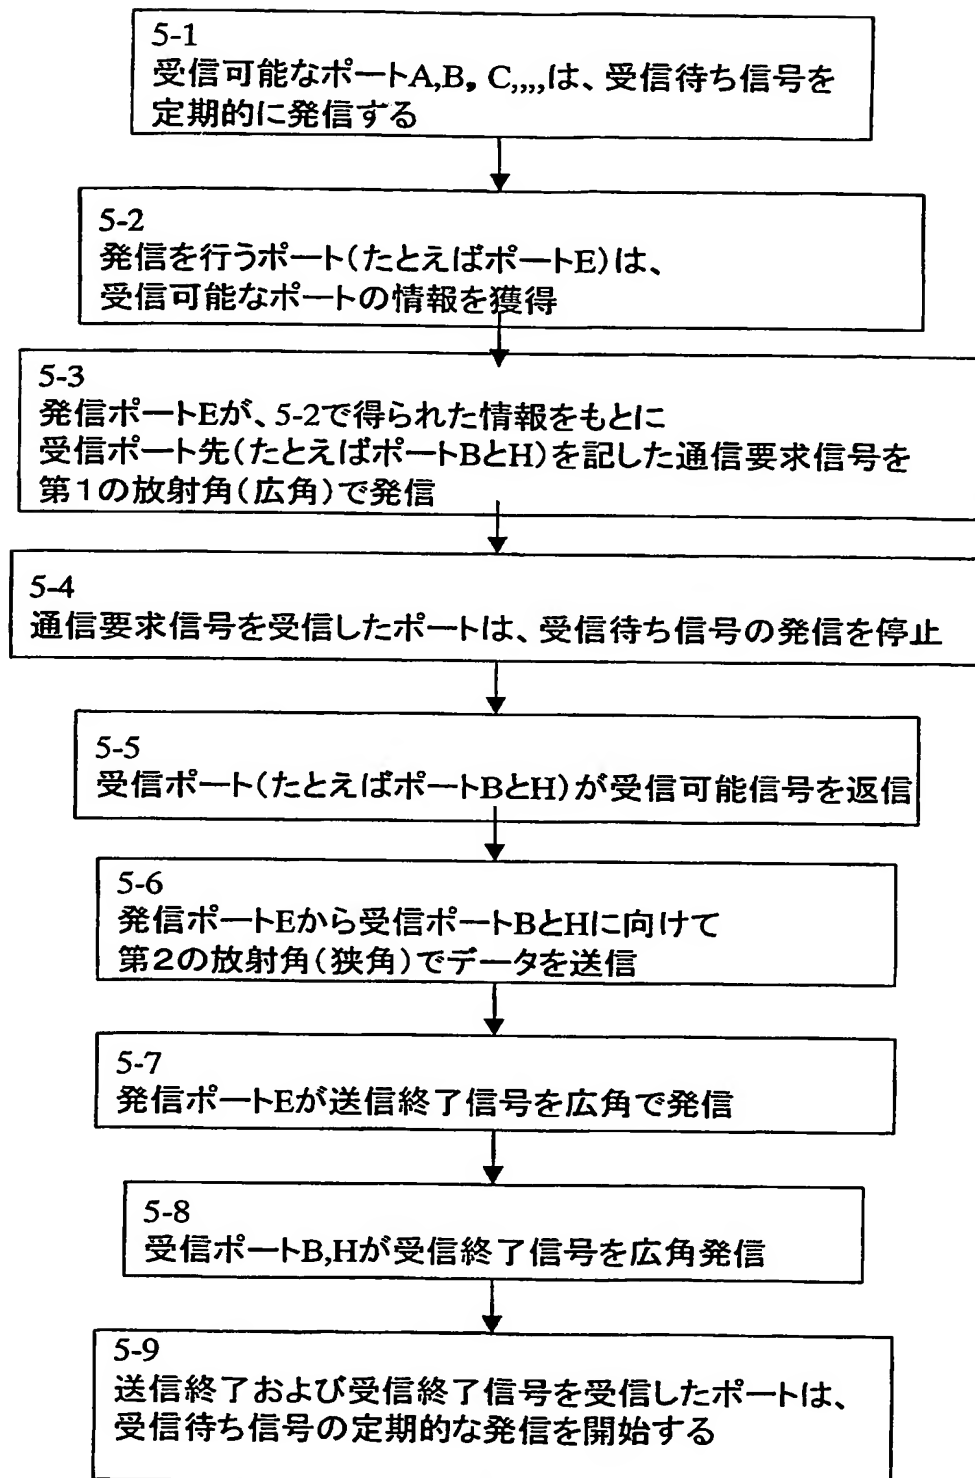 5-1
受信可能なポートA,B, C,,,,は、受信待ち信号を
定期的に発信する
5-2
発信を行うポート(たとえばポートE)は、
受信可能なポートの情報を獲得
5-3
発信ポートEが、5-2で得られた情報をもとに
受信ポート先(たとえばポートBとH)を記した通信要求信号を
第1の放射角(広角)で発信
5-4
通信要求信号を受信したポートは、受信待ち信号の発信を停止
5-5
受信ポート(たとえばポートBとH)が受信可能信号を返信
5-6
発信ポートEから受信ポートBとHに向けて
第2の放射角(狭角)でデータを送信
5-7
発信ポートEが送信終了信号を広角で発信
5-8
受信ポートB,Hが受信終了信号を広角発信
5-9
送信終了および受信終了信号を受信したポートは、
受信待ち信号の定期的な発信を開始する